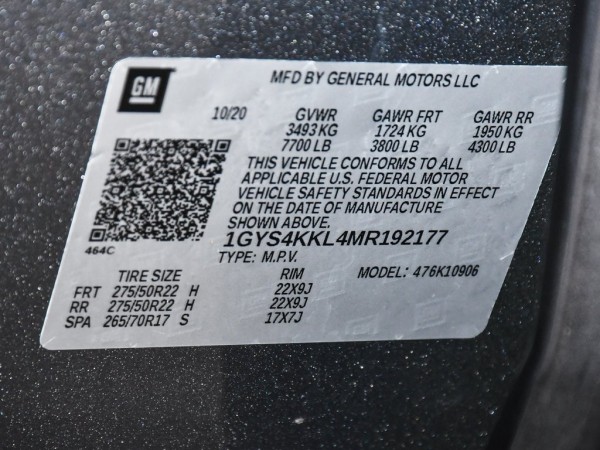 GM
MFD BY GENERAL MOTORS LLC
10/20 GVWR GAWR FRT GAWR RR
3493 KG 1724 KG 1950 KG
7700 LB 3800 LB 4300 LB
THIS VEHICLE CONFORMS TO ALL
APPLICABLE U.S. FEDERAL MOTOR
VEHICLE SAFETY STANDARDS IN EFFECT
ON THE DATE OF MANUFACTURE
SHOWN ABOVE.
464C
1GYS4KKL4MR192177
TYPE: M.P.V. MODEL: 476K10906
TIRE SIZE RIM
FRT 275/50R22 H 22X9J
RR 275/50R22 H 22X9J
SPA 265/70R17 S 17X7J